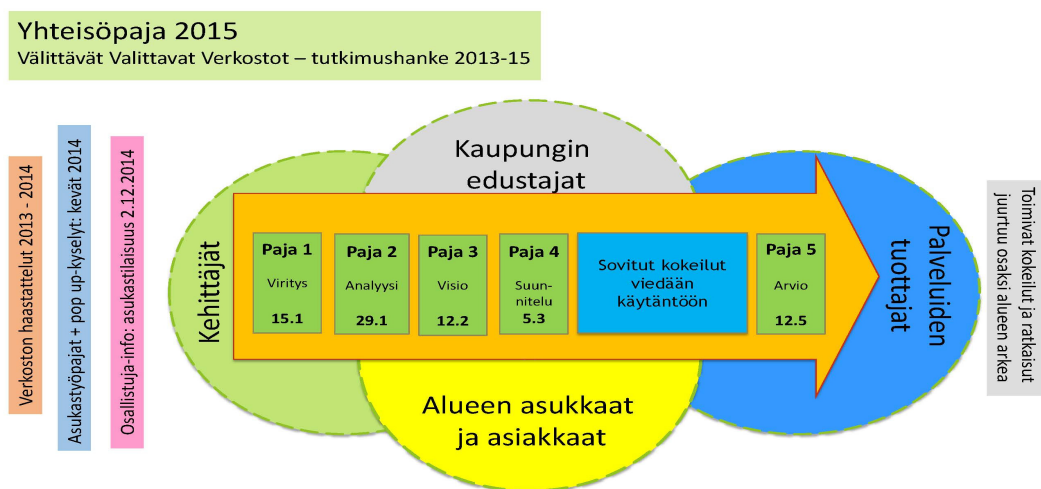 Yhteisöpaja 2015
Välittävät Valittavat Verkostot – tutkimushanke 2013-15
Verkoston haastattelut 2013 - 2014
Asukastyöpajat + pop up-kyselyt: kevät 2014
Osallistuja-info: asukastilaisuus 2.12.2014
Kehittäjät
Kaupungin
edustajat
Paja 1
Viritys
15.1
Paja 2
Analyysi
29.1
Paja 3
Visio
12.2
Paja 4
Suun-
nitelu
5.3
Sovitut kokeilut
viedään
käytäntöön
Paja 5
Arvio
12.5
Alueen asukkaat
ja asiakkaat
Palveluiden
tuottajat
Toimivat kokeilut ja ratkaisut
juurtuu osaksi alueen arkea